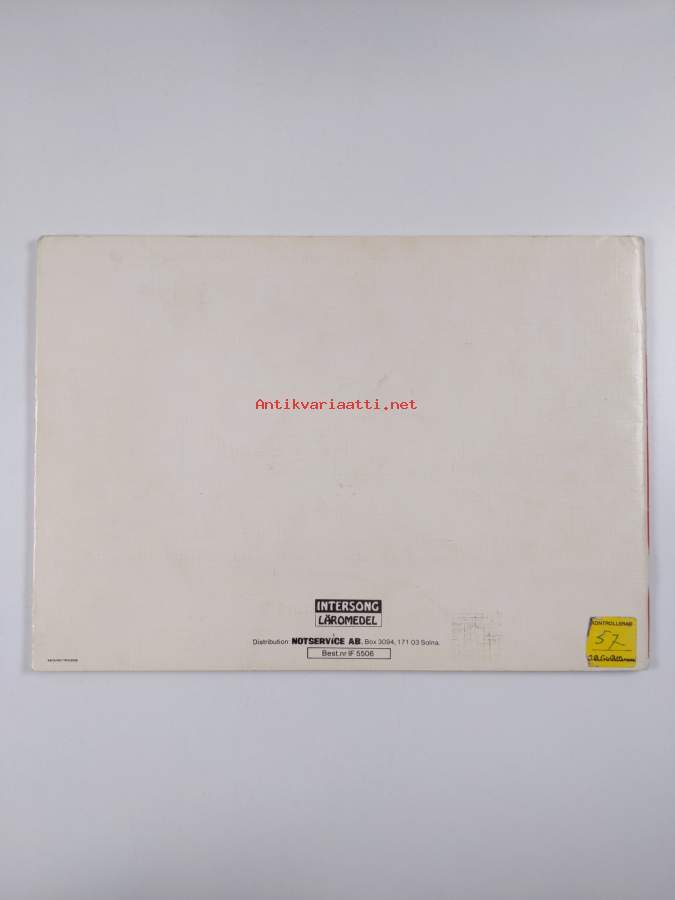 Antikvariaatti.net
INTERSONG
LÄROMEDEL
Distribution NOTSERVICE AB, Box 3094, 171 03 Solna.
Best.nr IF 5506
KONTROLLERAD
57